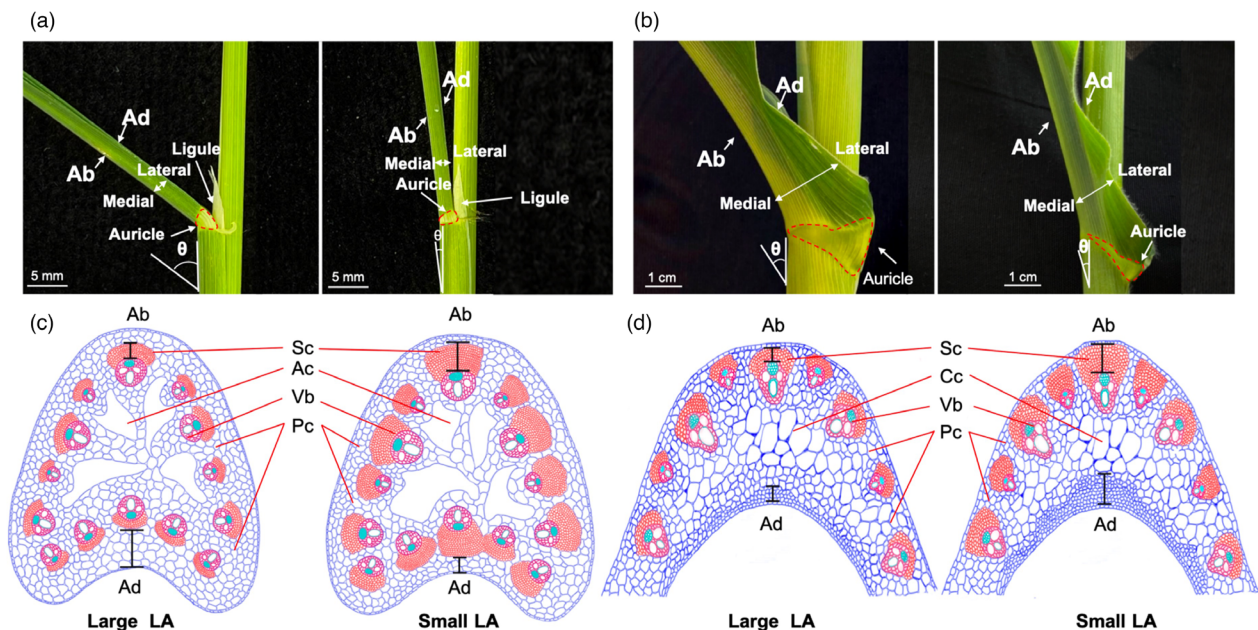 (a)
Ad
Ab
Ligule
Lateral
Medial
Auricle
θ
5 mm
Ad
Ab
Lateral
Medial
Auricle
Ligule
θ
5 mm
(b)
Ad
Ab
Lateral
Medial
θ
Auricle
1 cm
Ad
Ab
Lateral
Medial
Auricle
θ
1 cm
(c)
Ab
Ab
Sc
Ac
Vb
Pc
Ad
Ad
Large LA
Small LA
(d)
Ab
Ab
Sc
Cc
Vb
Pc
Ad
Ad
Large LA
Small LA